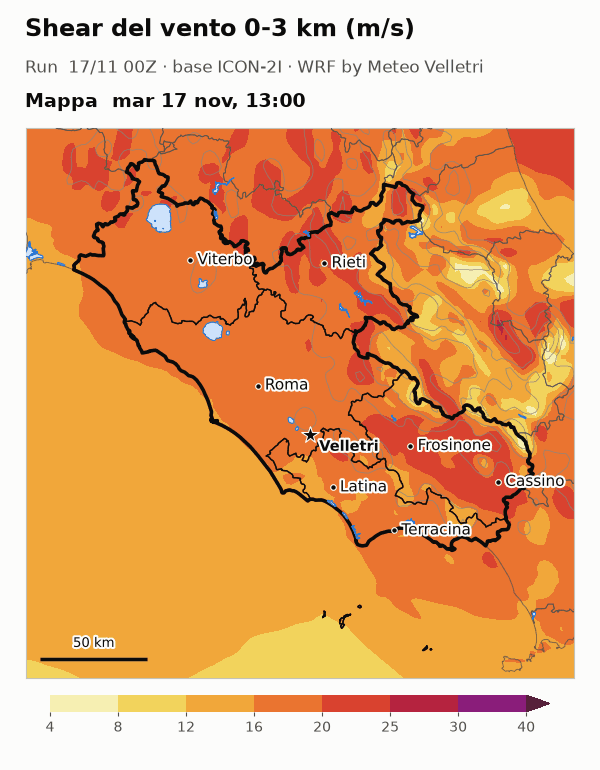 Shear del vento 0-3 km (m/s)
Run  17/11 00Z · base ICON-2I · WRF by Meteo Velletri
Mappa  mar 17 nov, 13:00
Viterbo
Rieti
Roma
Velletri
Frosinone
Latina
Cassino
Terracina
50 km
4 8 12 16 20 25 30 40